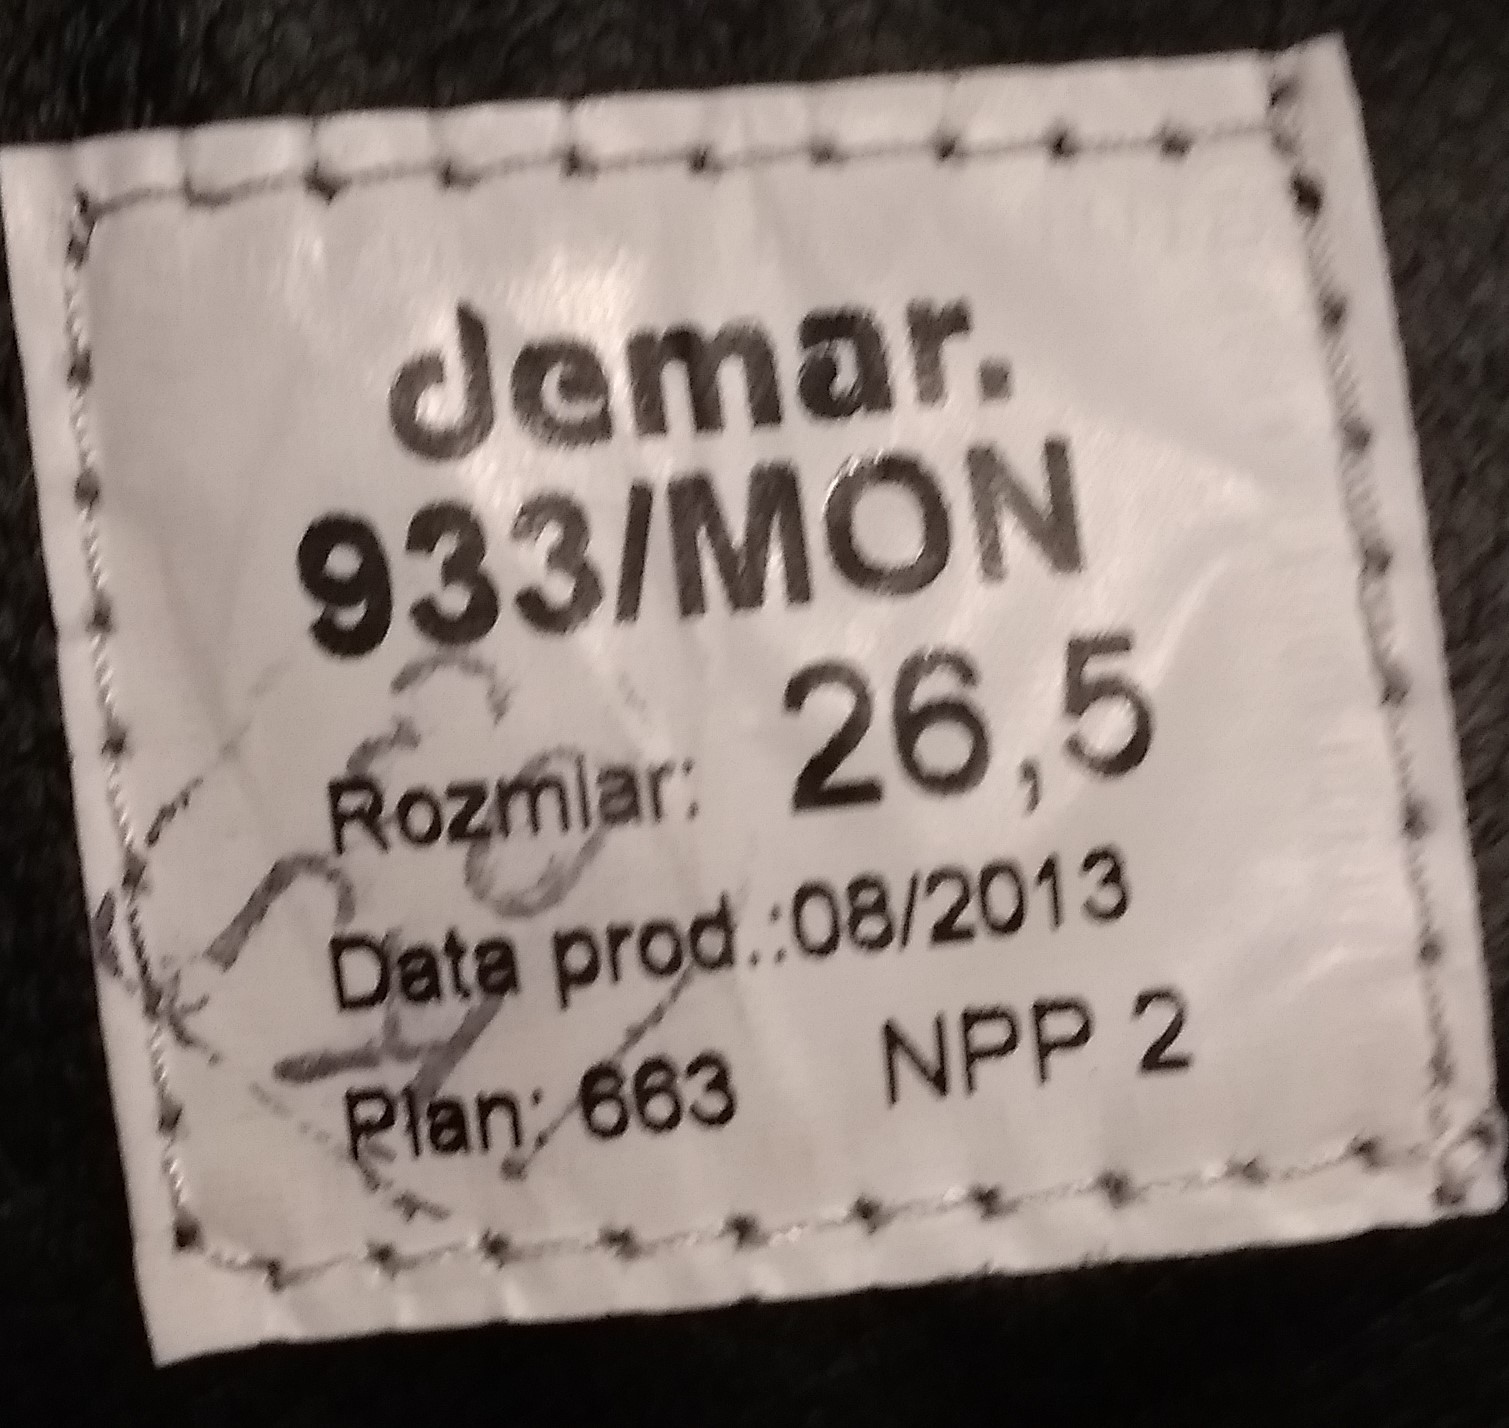 demar.
933/MON
Rozmiar: 26,5
Data prod.:08/2013
Plan: 663 NPP 2